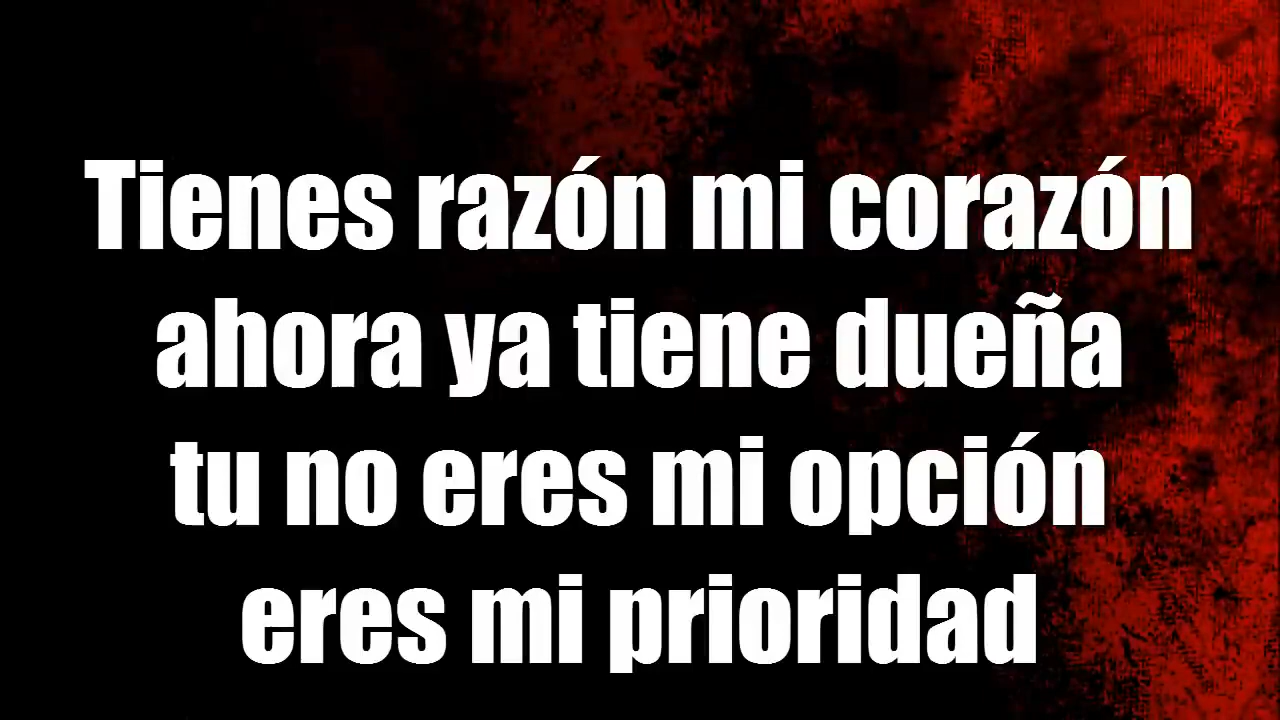 Tienes razón mi corazón
ahora ya tiene dueña
tu no eres mi opción
eres mi prioridad